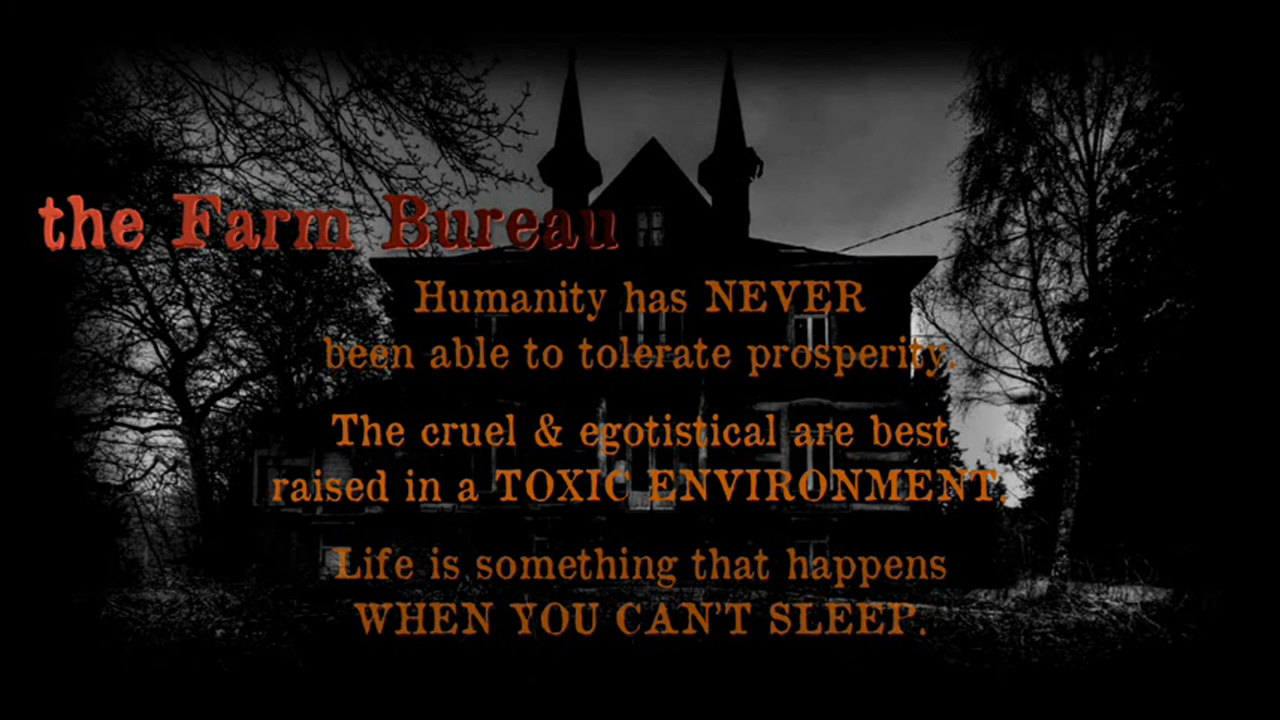 the Farm Bureau
Humanity has NEVER
been able to tolerate prosperity.
The cruel & egotistical are best
raised in a TOXIC ENVIRONMENT.
Life is something that happens
WHEN YOU CAN'T SLEEP.